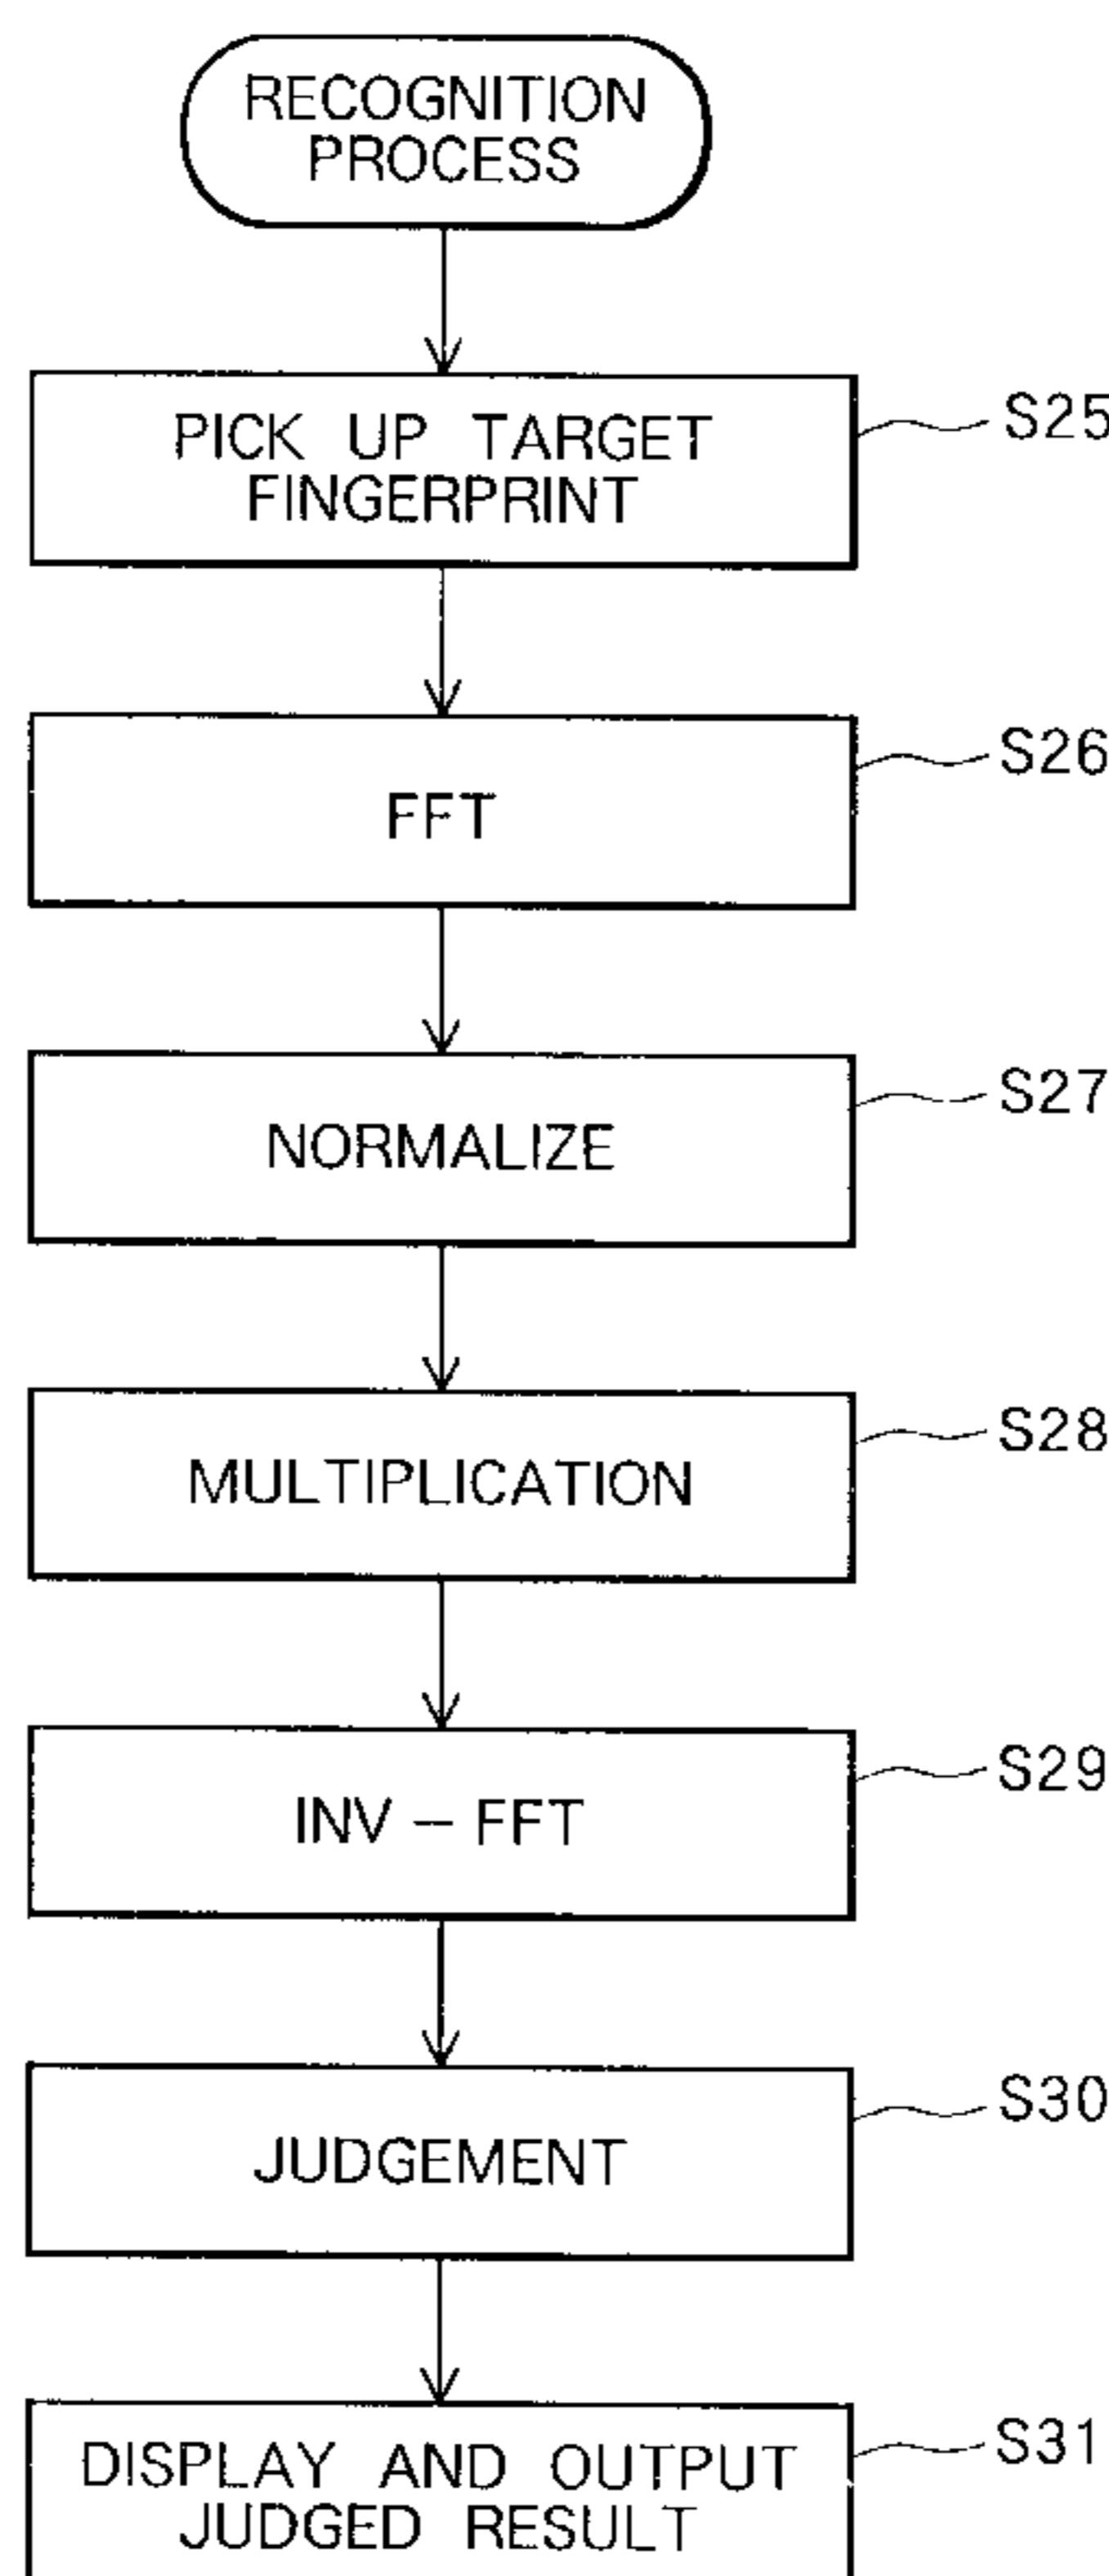 RECOGNITION
PROCESS
PICK UP TARGET
FINGERPRINT
S25
FFT
S26
NORMALIZE
S27
MULTIPLICATION
S28
INV - FFT
S29
JUDGEMENT
S30
DISPLAY AND OUTPUT
JUDGED RESULT
S31